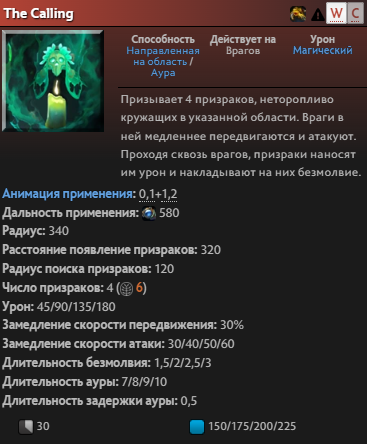 The Calling W C
Способность
Направленная
на область /
Аура
Действует на
Врагов
Урон
Магический
Призывает 4 призраков, неторопливо
кружащих в указанной области. Враги в
ней медленнее передвигаются и атакуют.
Проходя сквозь врагов, призраки наносят
им урон и накладывают на них безмолвие.
Анимация применения: 0,1+1,2
Дальность применения: 580
Радиус: 340
Расстояние появление призраков: 320
Радиус поиска призраков: 120
Число призраков: 4 ( 6)
Урон: 45/90/135/180
Замедление скорости передвижения: 30%
Замедление скорости атаки: 30/40/50/60
Длительность безмолвия: 1,5/2/2,5/3
Длительность ауры: 7/8/9/10
Длительность задержки ауры: 0,5
30 150/175/200/225